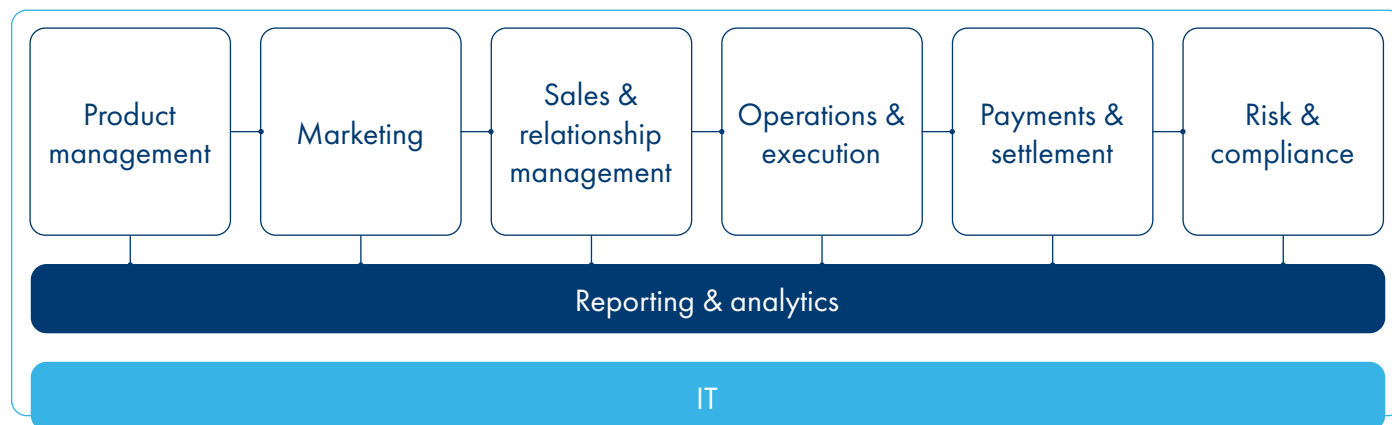 Product
management
Marketing
Sales &
relationship
management
Operations &
execution
Payments &
settlement
Risk &
compliance
Reporting & analytics
IT